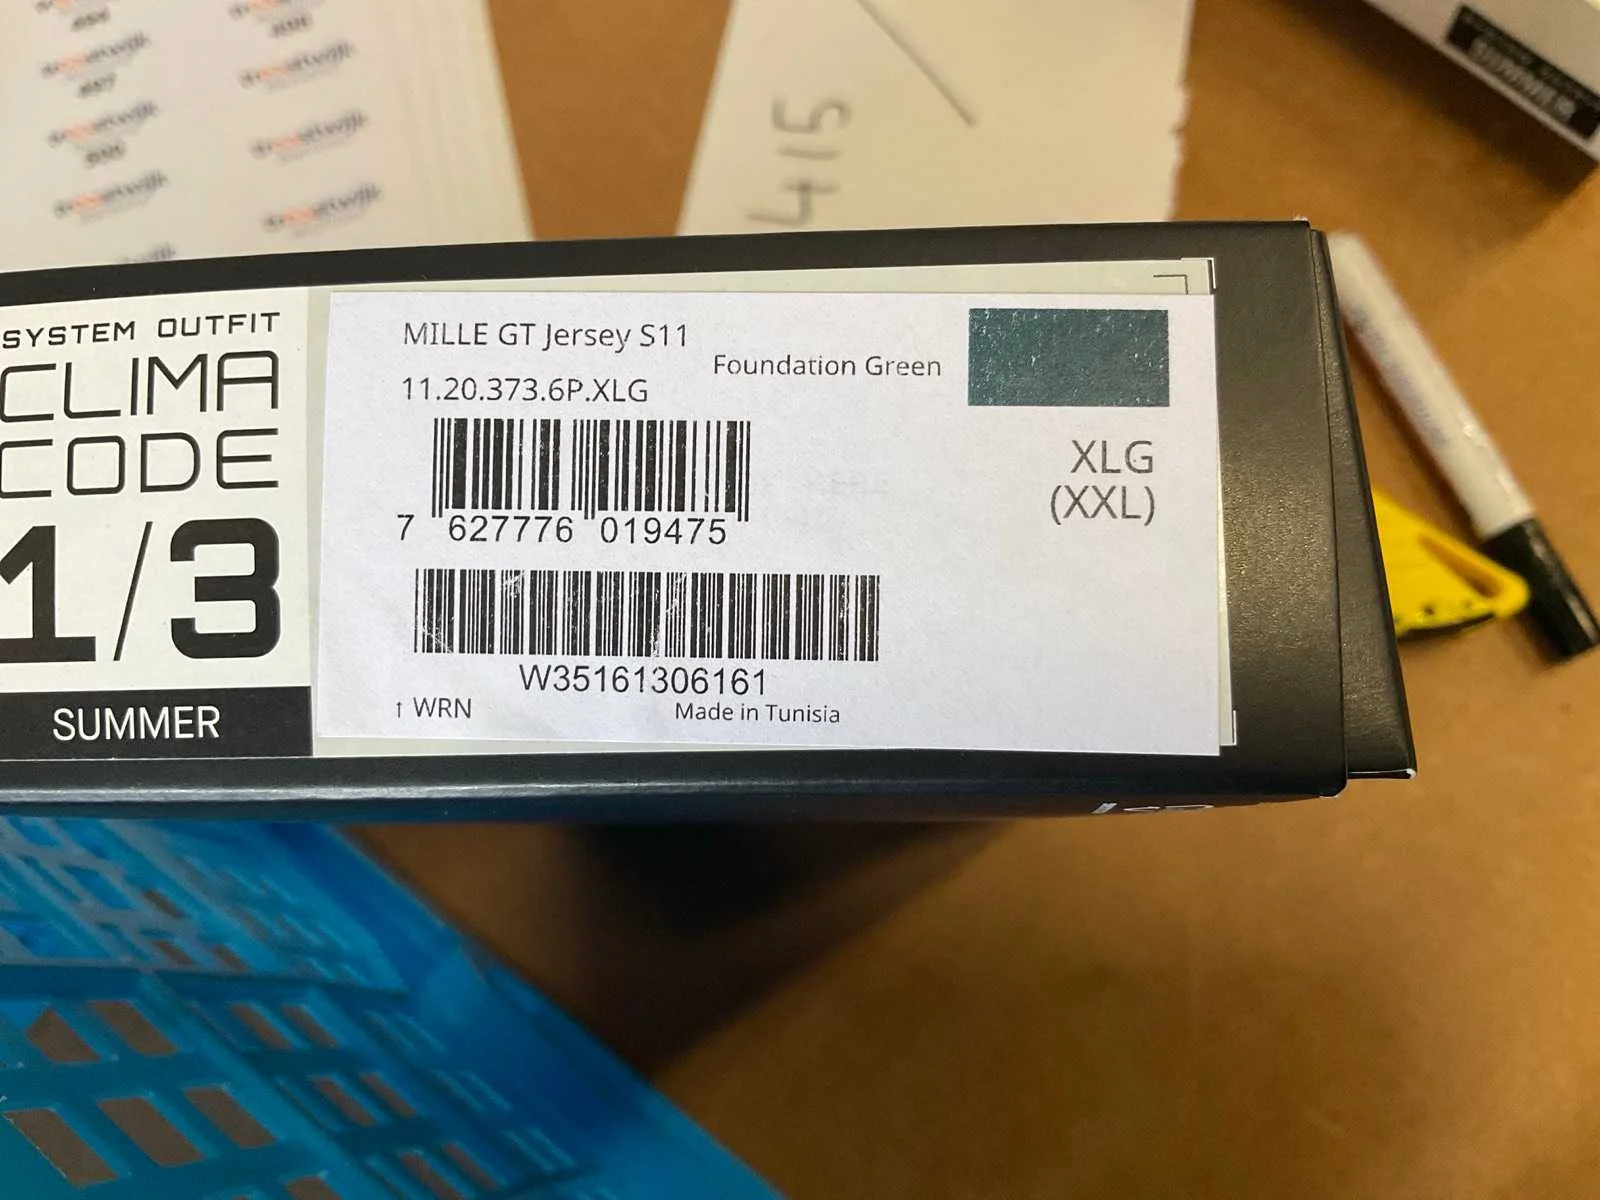 415
SYSTEM OUTFIT
CLIMA
CODE
1/3
SUMMER
MILLE GT Jersey S11
Foundation Green
11.20.373.6P.XLG
XLG
(XXL)
7 627776 019475
W35161306161
↑ WRN
Made in Tunisia